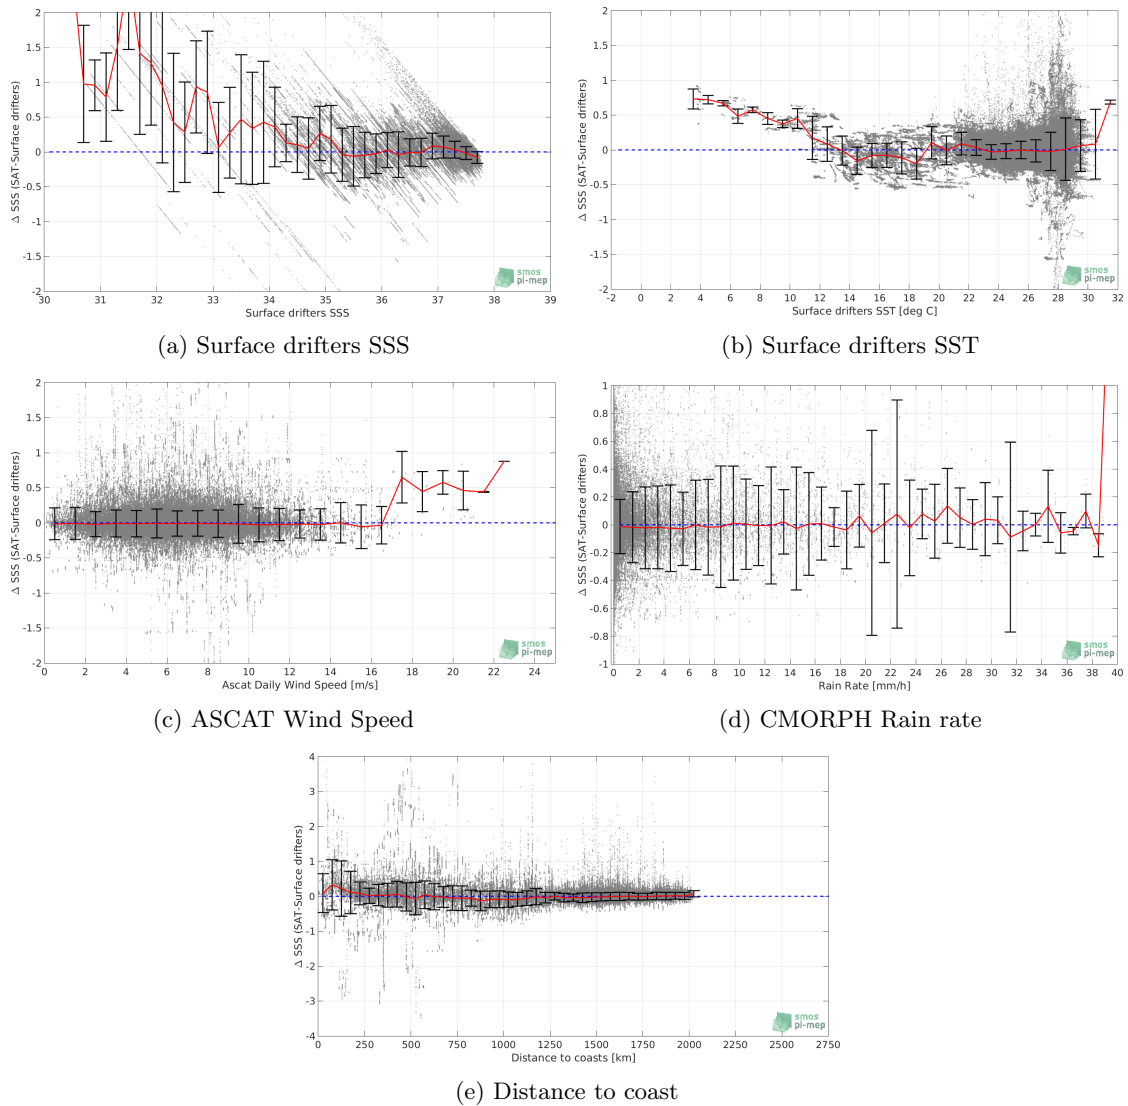 Δ SSS (SAT-Surface drifters)
2
1.5
1
0.5
0
-0.5
-1
-1.5
-2
30 31 32 33 34 35 36 37 38 39
Surface drifters SSS
smos
pi-mep
(a) Surface drifters SSS
Δ SSS (SAT-Surface drifters)
2
1.5
1
0.5
0
-0.5
-1
-1.5
-2
-2 0 2 4 6 8 10 12 14 16 18 20 22 24 26 28 30 32
Surface drifters SST [deg C]
smos
pi-mep
(b) Surface drifters SST
Δ SSS (SAT-Surface drifters)
2
1.5
1
0.5
0
-0.5
-1
-1.5
-2
0 2 4 6 8 10 12 14 16 18 20 22 24
Ascat Daily Wind Speed [m/s]
smos
pi-mep
(c) ASCAT Wind Speed
Δ SSS (SAT-Surface drifters)
1
0.8
0.6
0.4
0.2
0
-0.2
-0.4
-0.6
-0.8
-1
0 2 4 6 8 10 12 14 16 18 20 22 24 26 28 30 32 34 36 38 40
Rain Rate [mm/h]
smos
pi-mep
(d) CMORPH Rain rate
Δ SSS (SAT-Surface drifters)
4
3
2
1
0
-1
-2
-3
-4
0 250 500 750 1000 1250 1500 1750 2000 2250 2500 2750
Distance to coasts [km]
smos
pi-mep
(e) Distance to coast